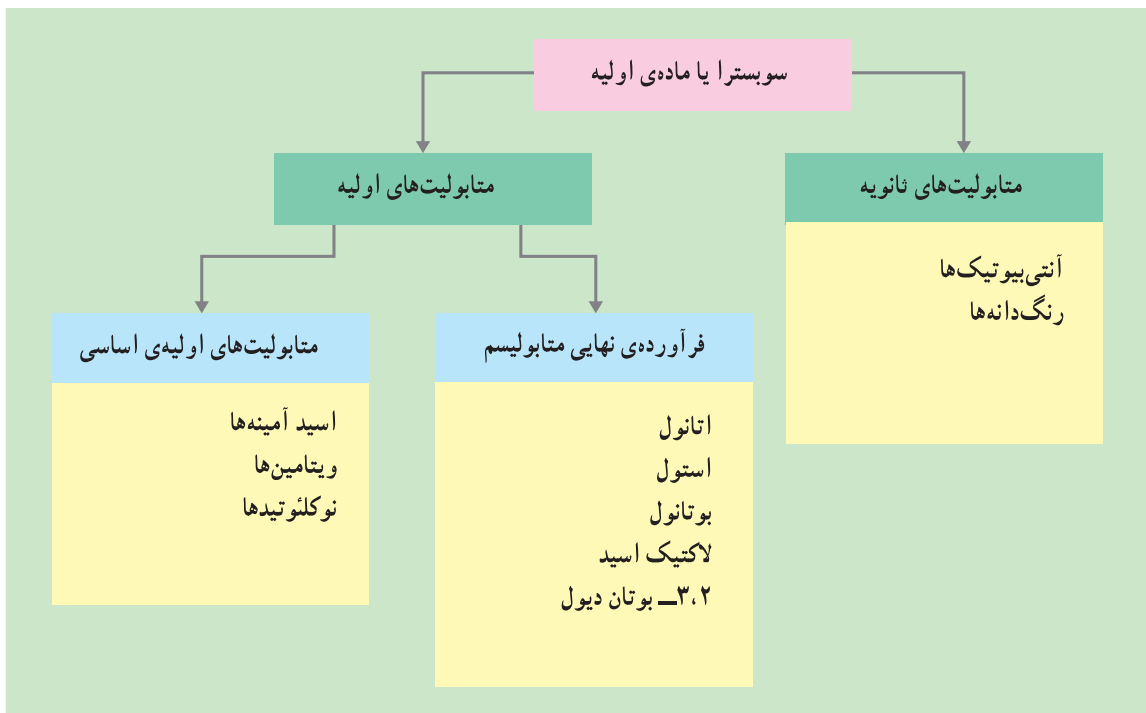 سوبسترا یا ماده‌ی اولیه
متابولیت‌های ثانویه
آنتی‌بیوتیک‌ها
رنگ‌دانه‌ها
متابولیت‌های اولیه
فرآورده‌ی نهایی متابولیسم
اتانول
استول
بوتانول
لاکتیک اسید
۳،۲ــ بوتان دیول
متابولیت‌های اولیه‌ی اساسی
اسید آمینه‌ها
ویتامین‌ها
نوکلئوتیدها